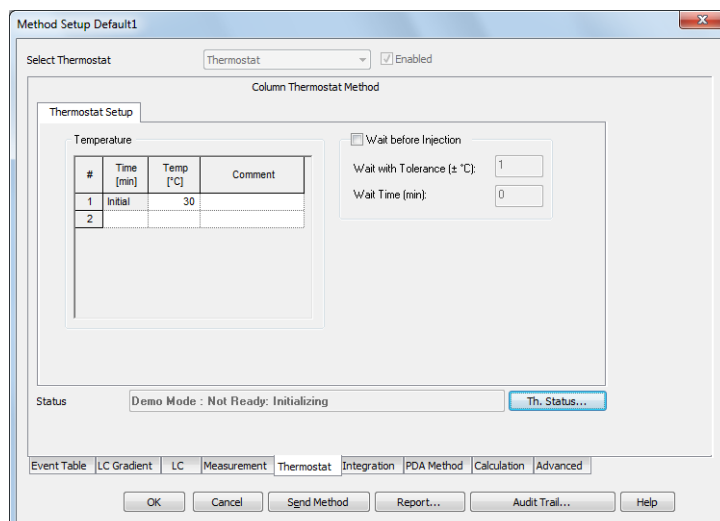 Method Setup Default1
Select Thermostat Thermostat Enabled
Column Thermostat Method
Thermostat Setup
Temperature
# Time [min] Temp [°C] Comment
1 Initial 30
2
Wait before Injection
Wait with Tolerance (± °C): 1
Wait Time (min): 0
Status Demo Mode : Not Ready: Initializing Th. Status...
Event Table LC Gradient LC Measurement Thermostat Integration PDA Method Calculation Advanced
OK Cancel Send Method Report... Audit Trail... Help